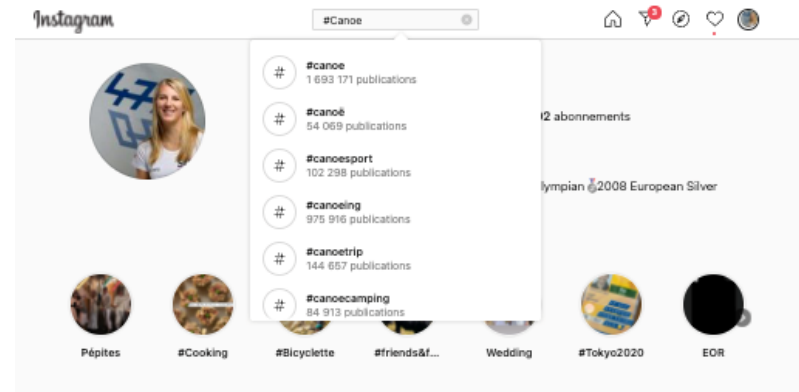 Instagram
#Canoe
3
#canoe
1 693 171 publications
#canoë
54 069 publications
2 abonnements
#canoesport
102 298 publications
lympian 🥈2008 European Silver
#canoeing
975 916 publications
#canoetrip
144 657 publications
#canoecamping
84 913 publications
Pépites
#Cooking
#Bicyclette
#friends&f...
Wedding
#Tokyo2020
EOR